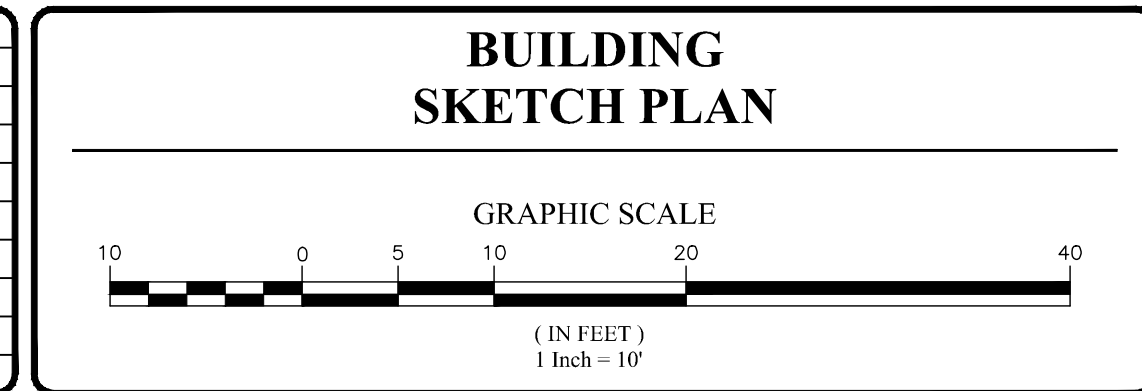 BUILDING
SKETCH PLAN
GRAPHIC SCALE
10 0 5 10 20 40
( IN FEET )
1 Inch = 10'